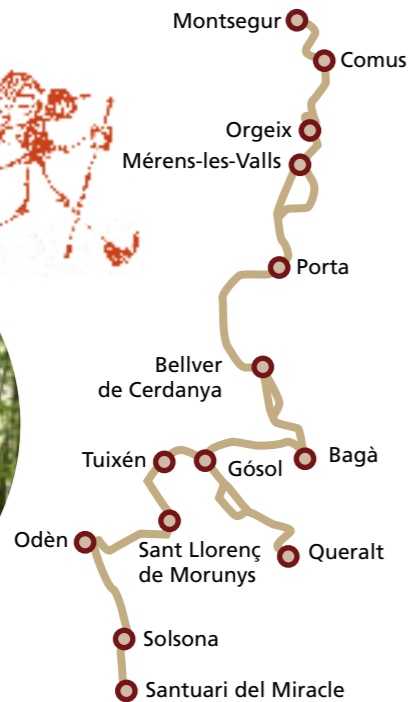 Montsegur
Comus
Orgeix
Mérens-les-Valls
Porta
Bellver
de Cerdanya
Tuixén
Gósol
Bagà
Odèn
Sant Llorenç
de Morunys
Queralt
Solsona
Santuari del Miracle